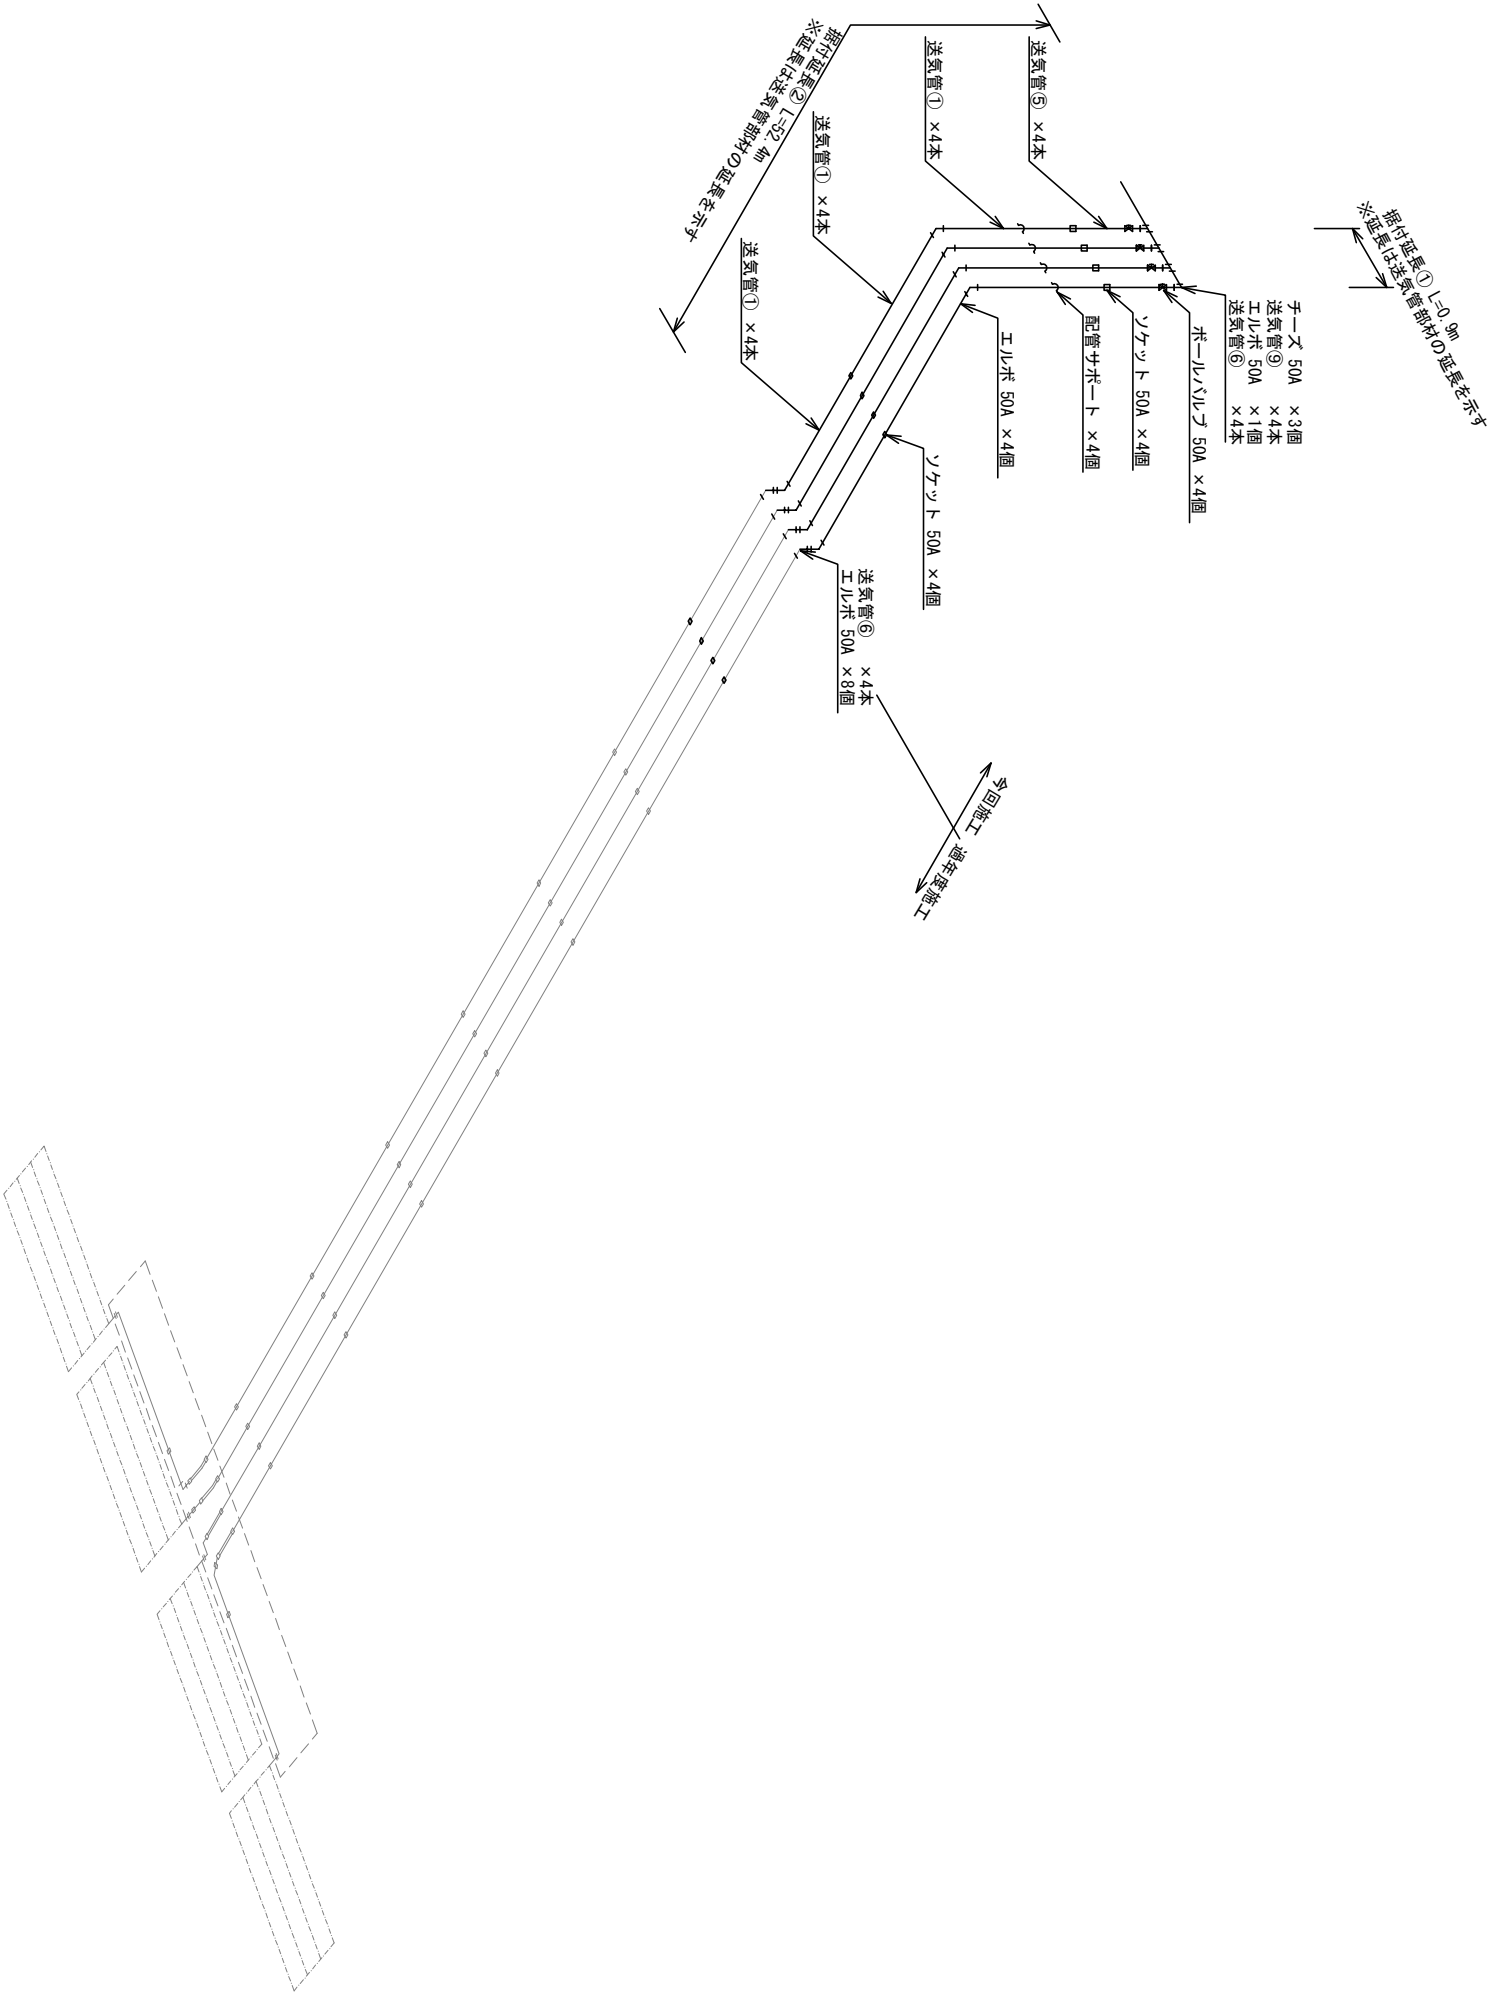 据付延長① L=0.9m
※延長は送気管部材の延長を示す
チーズ 50A ×3個
送気管⑨ ×4本
エルボ 50A ×1個
送気管⑥ ×4本
ボールバルブ 50A ×4個
ソケット 50A ×4個
配管サポート ×4個
エルボ 50A ×4個
ソケット 50A ×4個
送気管⑤ ×4本
送気管① ×4本
送気管① ×4本
送気管① ×4本
据付延長② L=52.4m
※延長は送気管部材の延長を示す
送気管⑥ ×4本
エルボ 50A ×8個
今回施工
過年度施工